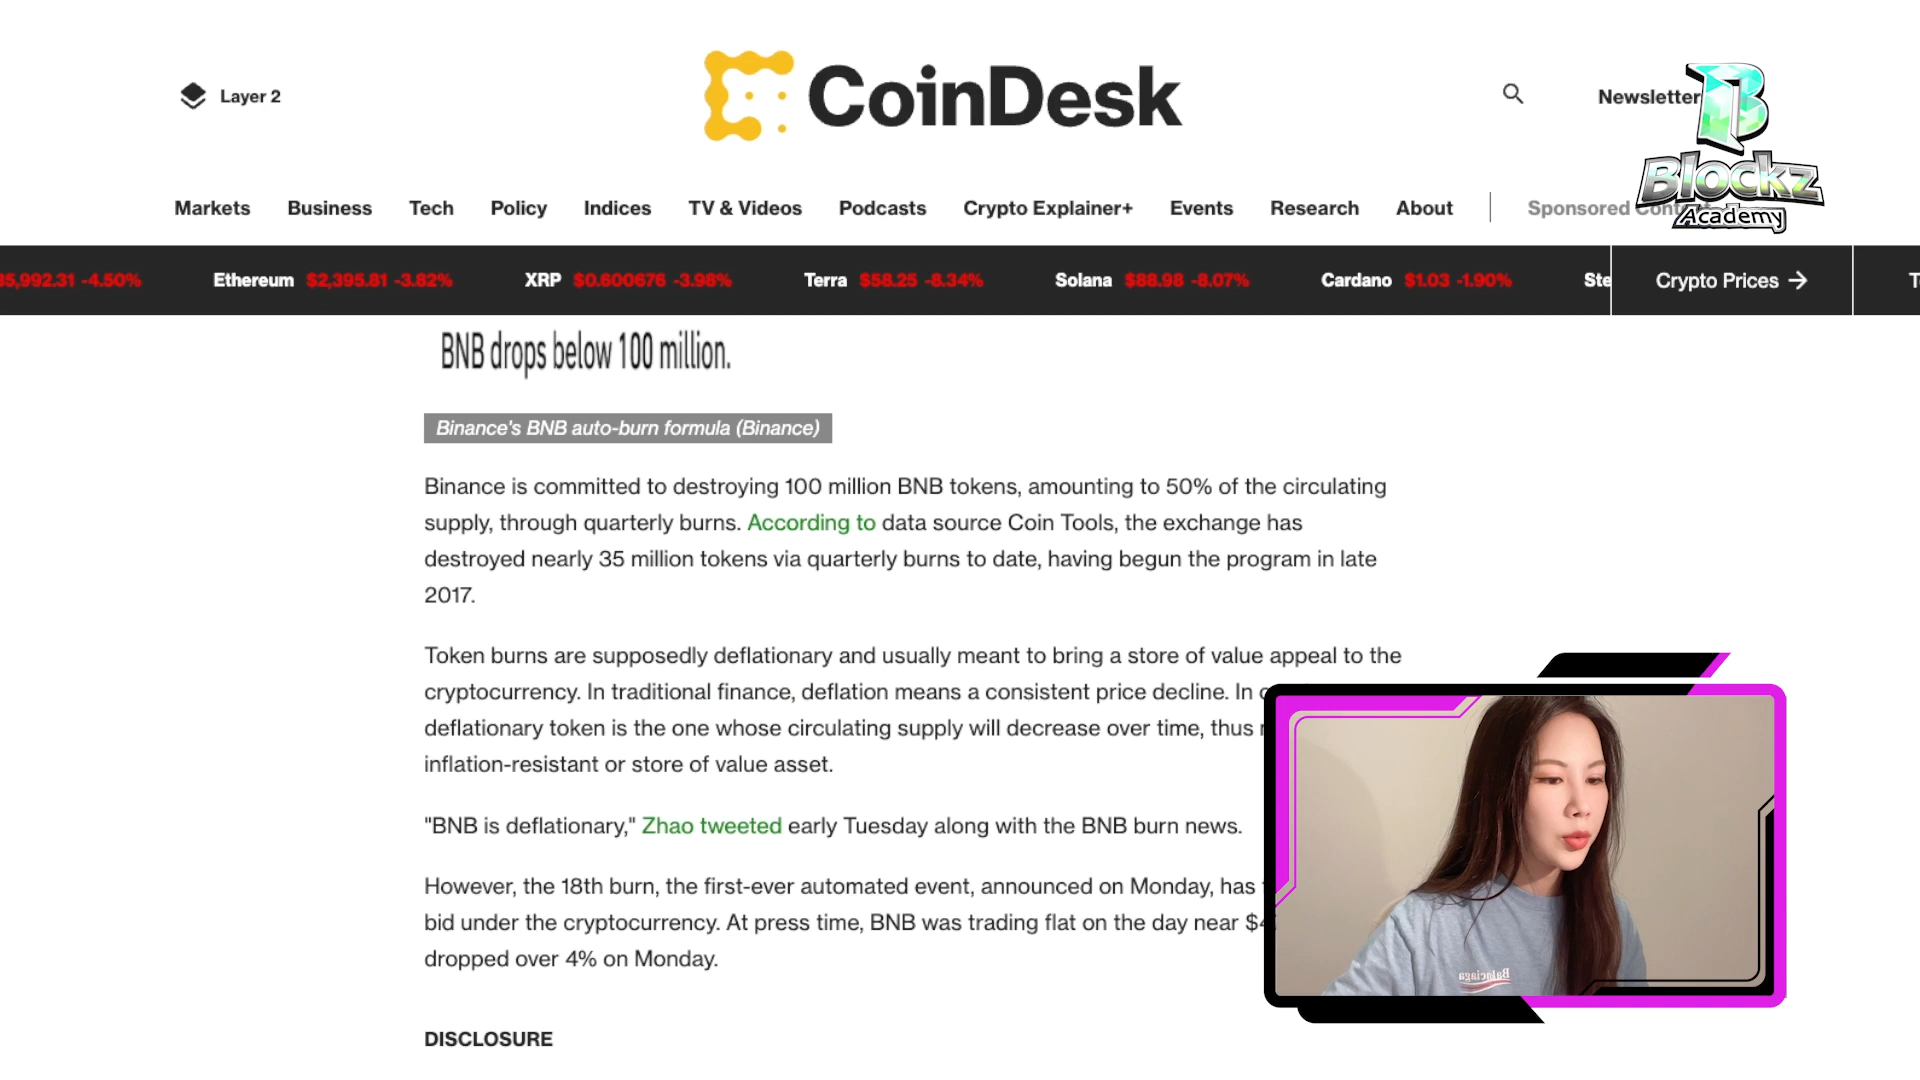 Layer 2
CoinDesk
Newsletter
Blockz
Academy
Markets Business Tech Policy Indices TV & Videos Podcasts Crypto Explainer+ Events Research About Sponsored
35,992.31 -4.50% Ethereum $2,395.81 -3.82% XRP $0.600676 -3.98% Terra $58.25 -8.34% Solana $88.98 -8.07% Cardano $1.03 -1.90% Ste Crypto Prices →
BNB drops below 100 million.
Binance's BNB auto-burn formula (Binance)
Binance is committed to destroying 100 million BNB tokens, amounting to 50% of the circulating
supply, through quarterly burns. According to data source Coin Tools, the exchange has
destroyed nearly 35 million tokens via quarterly burns to date, having begun the program in late
2017.
Token burns are supposedly deflationary and usually meant to bring a store of value appeal to the
cryptocurrency. In traditional finance, deflation means a consistent price decline. In
deflationary token is the one whose circulating supply will decrease over time, thus
inflation-resistant or store of value asset.
"BNB is deflationary," Zhao tweeted early Tuesday along with the BNB burn news.
However, the 18th burn, the first-ever automated event, announced on Monday, has
bid under the cryptocurrency. At press time, BNB was trading flat on the day near
dropped over 4% on Monday.
Balenciaga
DISCLOSURE